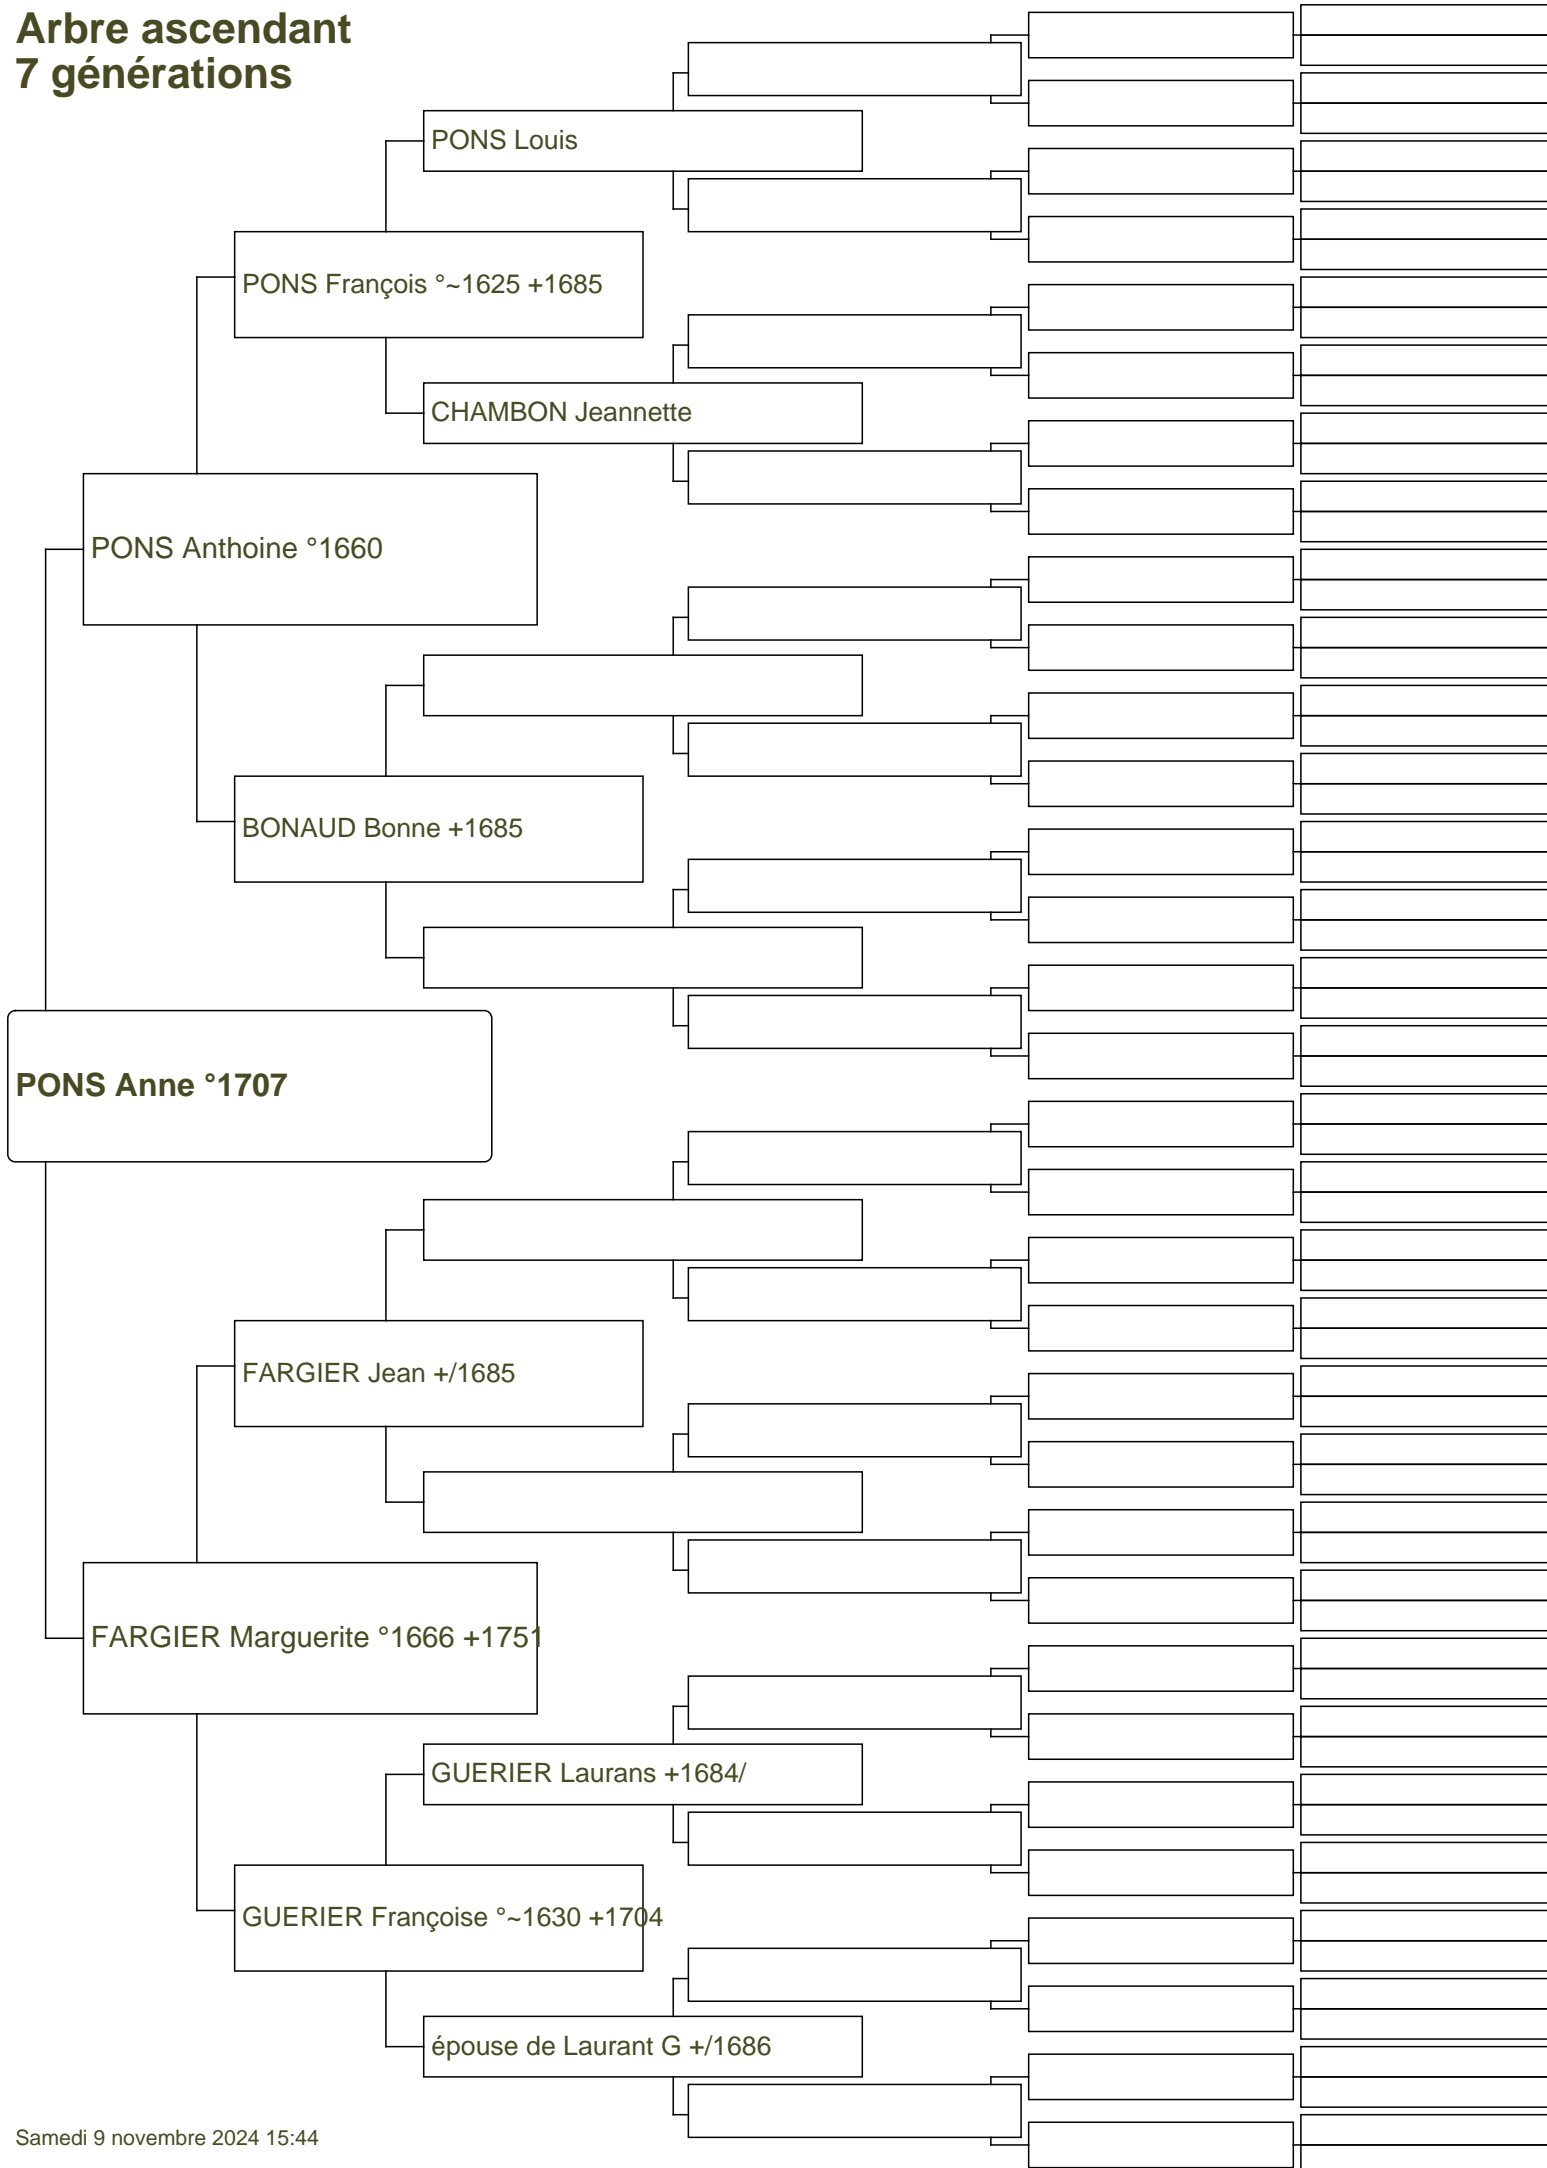 Arbre ascendant
7 générations
PONS Louis
PONS François °~1625 +1685
CHAMBON Jeannette
PONS Anthoine °1660
BONAUD Bonne +1685
PONS Anne °1707
FARGIER Jean +/1685
FARGIER Marguerite °1666 +1751
GUERIER Laurans +1684/
GUERIER Françoise °~1630 +1704
épouse de Laurant G +/1686
Samedi 9 novembre 2024 15:44